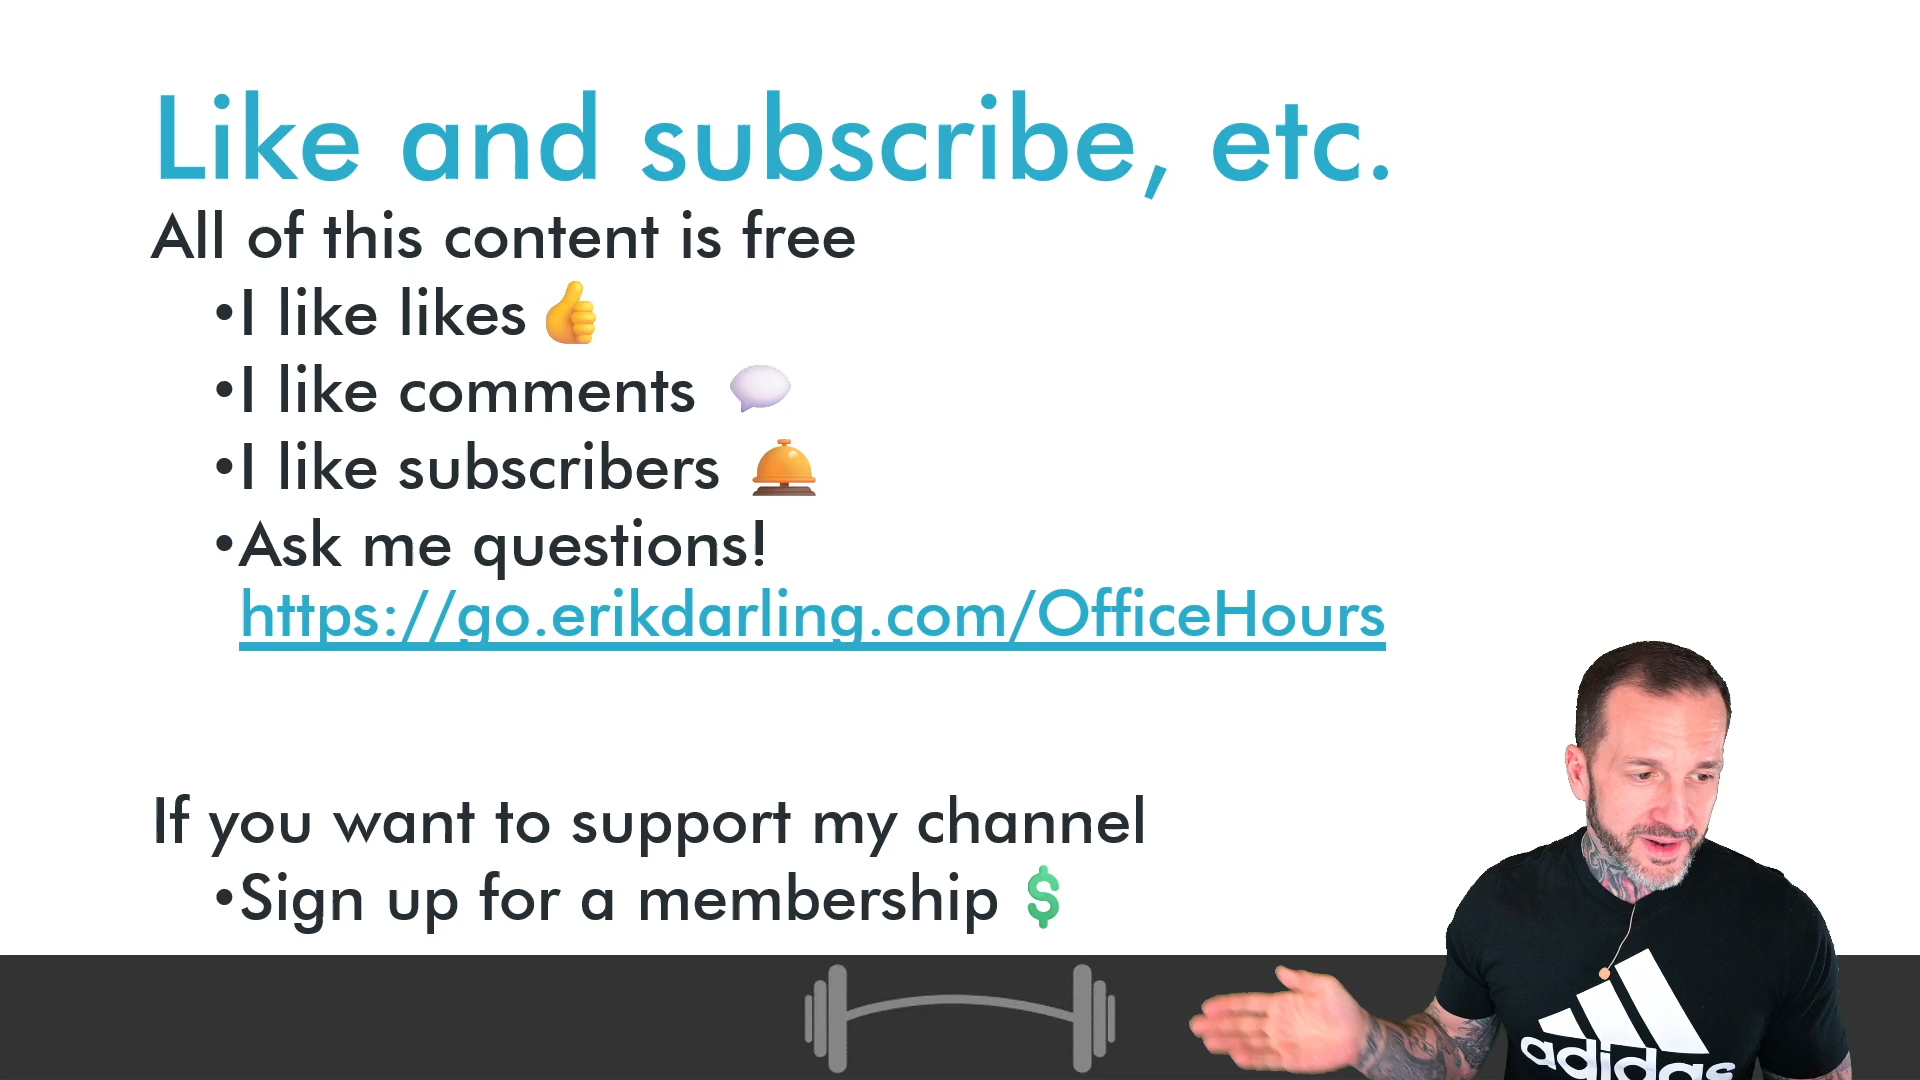 Like and subscribe, etc.
All of this content is free
•I like likes 👍
•I like comments 💬
•I like subscribers 🛎️
•Ask me questions!
https://go.erikdarling.com/OfficeHours
If you want to support my channel
•Sign up for a membership 💲
adidas